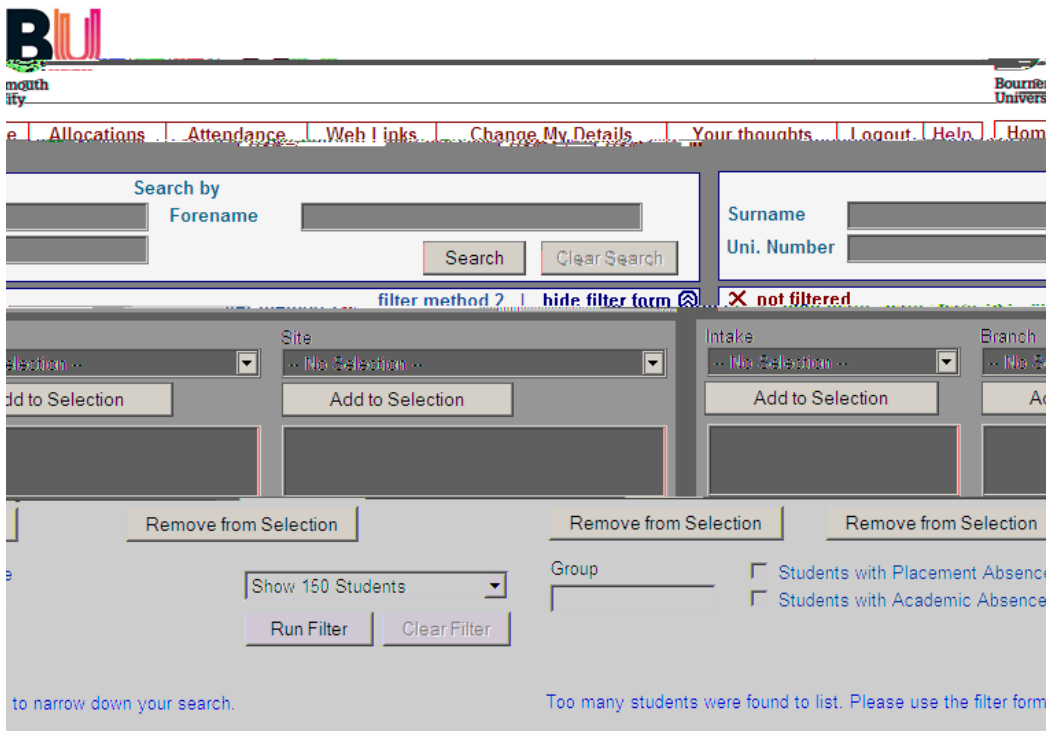 BU
mouth
ity
Bourne
Univers
e Allocations Attendance Web Links Change My Details Your thoughts Logout Help Hom
Search by
Forename Surname
Uni. Number
Search Clear Search
filter method 2 | hide filter form not filtered
Site Intake Branch
-- No Selection -- -- No Selection --
dd to Selection Add to Selection Add to Selection
Remove from Selection Remove from Selection Remove from Selection
e
Show 150 Students Group Students with Placement Absence
Students with Academic Absence
Run Filter Clear Filter
to narrow down your search. Too many students were found to list. Please use the filter form